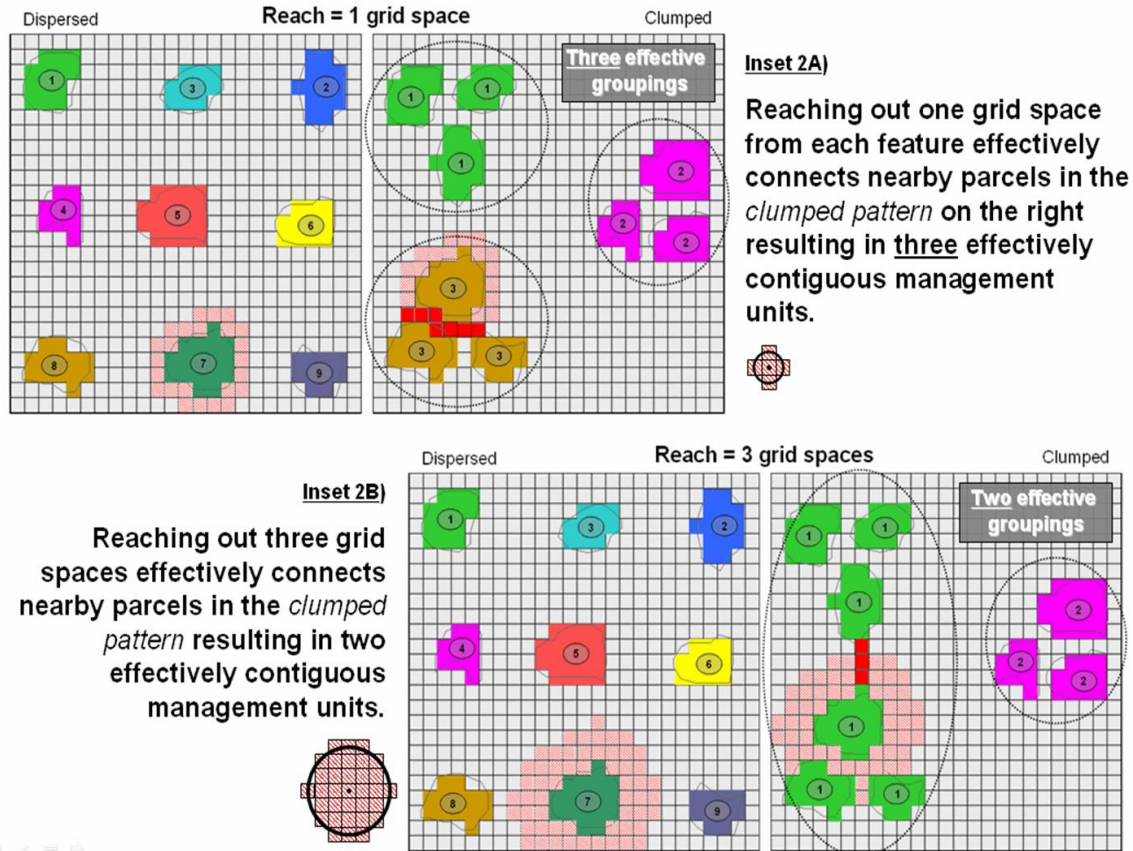 Dispersed
Reach = 1 grid space
Clumped
Three effective
groupings
1
3
2
1
1
1
2
4
5
6
2
2
3
8
7
9
3
3
Inset 2A)
Reaching out one grid space
from each feature effectively
connects nearby parcels in the
clumped pattern on the right
resulting in three effectively
contiguous management
units.
Dispersed
Reach = 3 grid spaces
Clumped
Two effective
groupings
1
3
2
1
1
1
2
4
5
6
2
2
1
8
7
9
1
1
Inset 2B)
Reaching out three grid
spaces effectively connects
nearby parcels in the clumped
pattern resulting in two
effectively contiguous
management units.